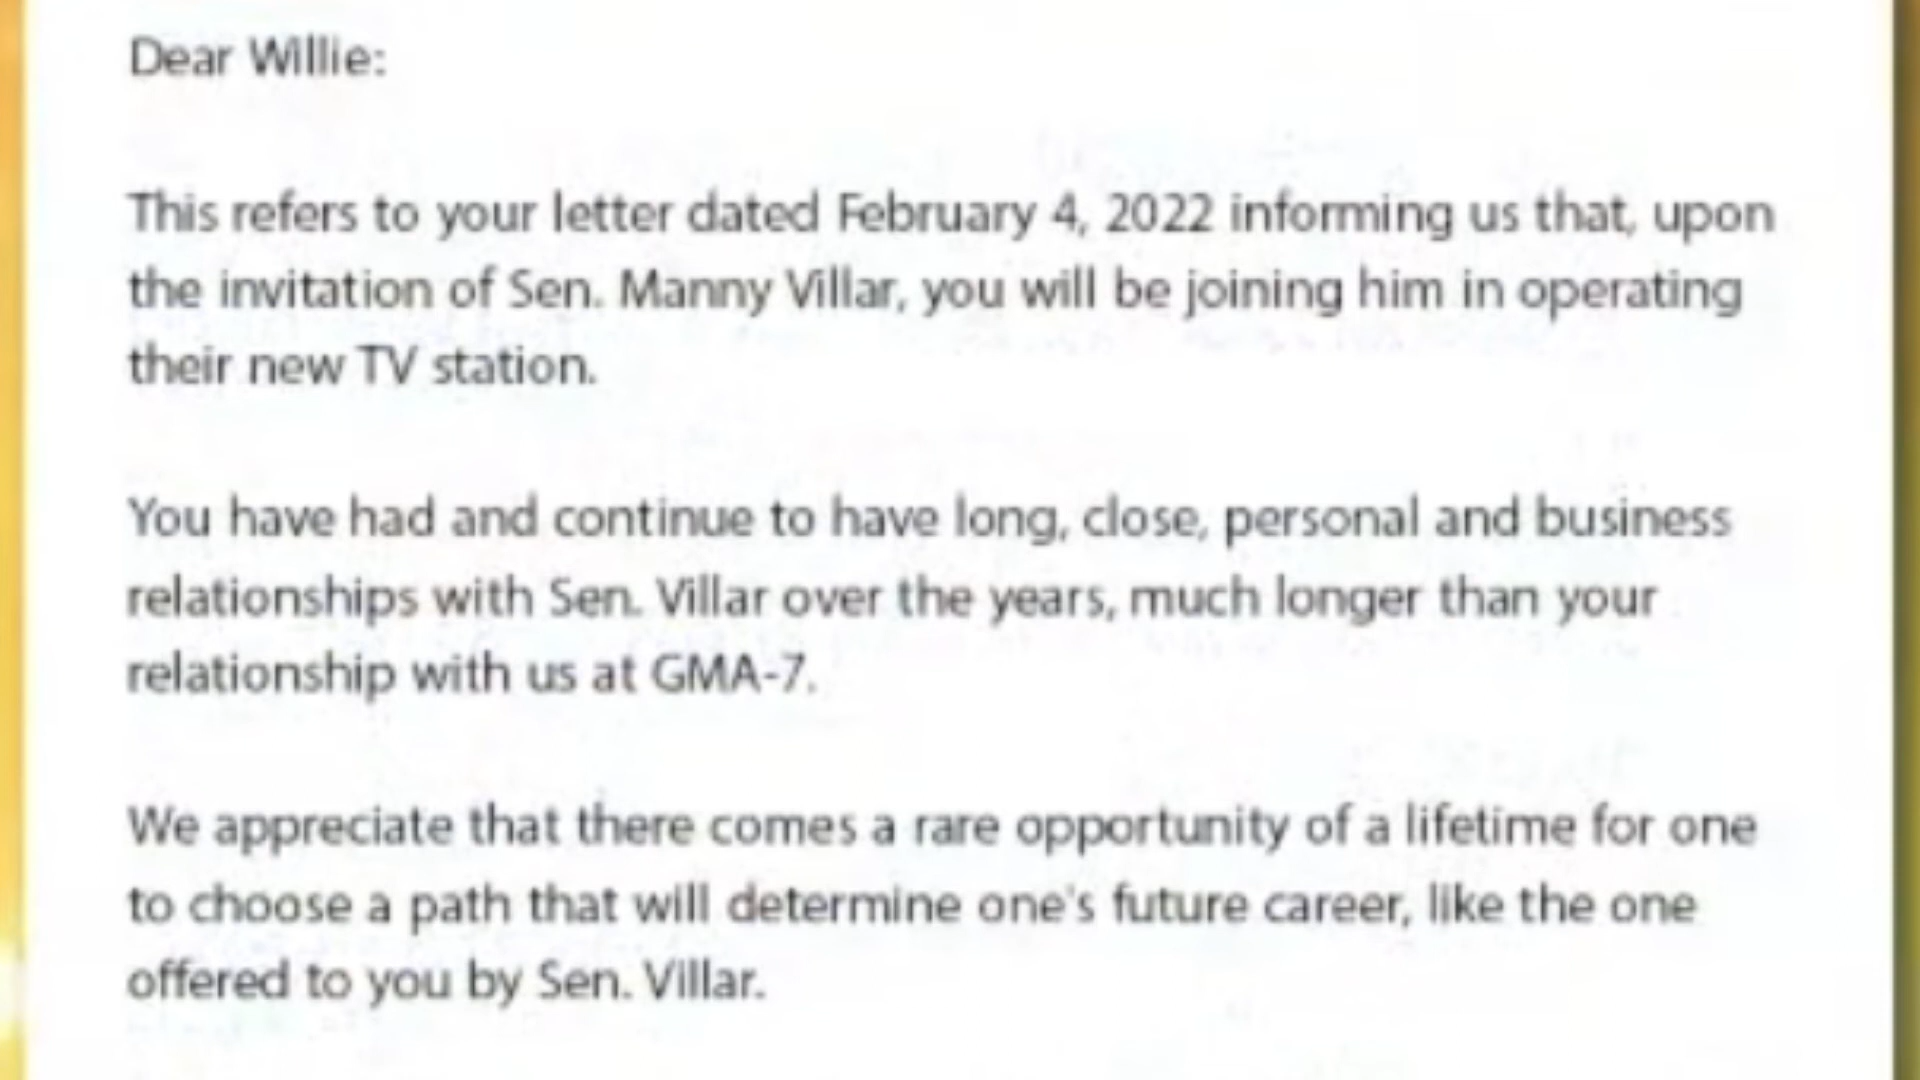 Dear Willie:
This refers to your letter dated February 4, 2022 informing us that, upon
the invitation of Sen. Manny Villar, you will be joining him in operating
their new TV station.
You have had and continue to have long, close, personal and business
relationships with Sen. Villar over the years, much longer than your
relationship with us at GMA-7.
We appreciate that there comes a rare opportunity of a lifetime for one
to choose a path that will determine one's future career, like the one
offered to you by Sen. Villar.